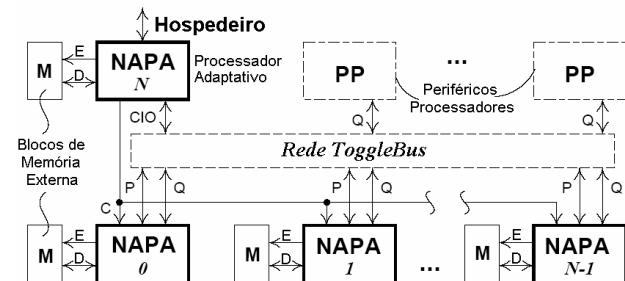 Hospedeiro
M
E
D
NAPA
N
Processador
Adaptativo
PP
...
PP
Periféricos
Processadores
CIO
Q
Q
Blocos de
Memória
Externa
Rede ToggleBus
P
Q
P
Q
P
Q
C
M
E
D
NAPA
0
M
E
D
NAPA
1
...
M
E
D
NAPA
N-1